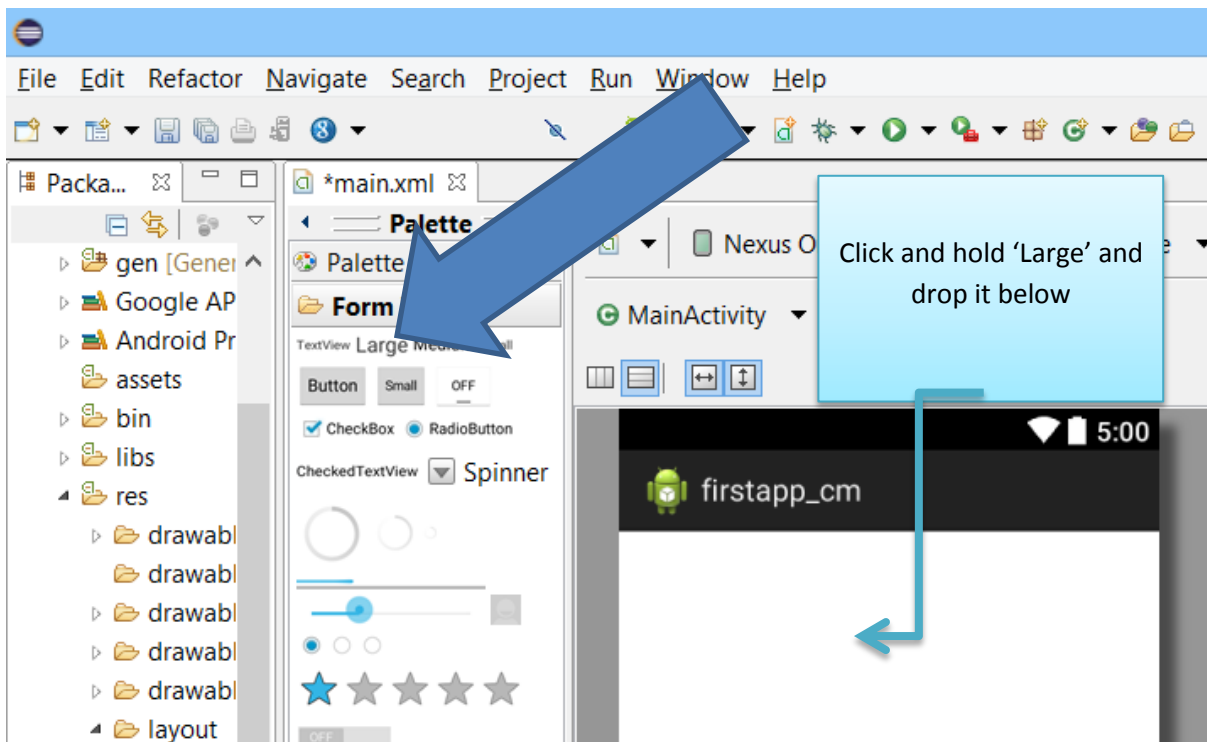 File Edit Refactor Navigate Search Project Run Window Help
Packa...
*main.xml
Palette
Palette
Form
gen [Gener
Google AP
Android Pr
assets
bin
libs
res
drawabl
drawabl
drawabl
drawabl
drawabl
layout
TextView Large
Button Small OFF
CheckBox RadioButton
CheckedTextView Spinner
OFF
Nexus O
MainActivity
Click and hold ‘Large’ and
drop it below
5:00
firstapp_cm